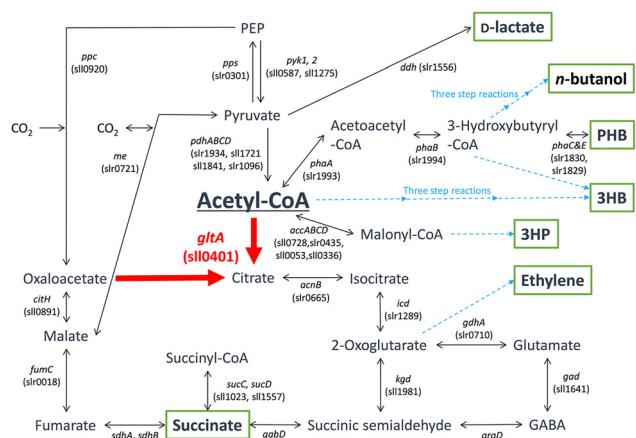 PEP
D-lactate
ppc
(sll0920)
pps
(slr0301)
pyk1, 2
(sll0587, sll1275)
ddh (slr1556)
n-butanol
Three step reactions
CO2
CO2
Pyruvate
me
(slr0721)
pdhABCD
(slr1934, sll1721
sll1841, slr1096)
phaA
(slr1993)
Acetoacetyl
-CoA
phaB
(slr1994)
3-Hydroxybutyryl
-CoA
phaC&E
(slr1830,
slr1829)
PHB
Acetyl-CoA
Three step reactions
3HB
gltA
(sll0401)
accABCD
(sll0728,slr0435,
sll0053,sll0336)
Malonyl-CoA
3HP
Oxaloacetate
Citrate
acnB
(slr0665)
Isocitrate
Ethylene
citH
(sll0891)
icd
(slr1289)
gdhA
(slr0710)
Malate
2-Oxoglutarate
Glutamate
Succinyl-CoA
fumC
(slr0018)
sucC, sucD
(sll1023, sll1557)
kgd
(sll1981)
gad
(sll1641)
Fumarate
sdhA, sdhB
Succinate
gabD
Succinic semialdehyde
GABA